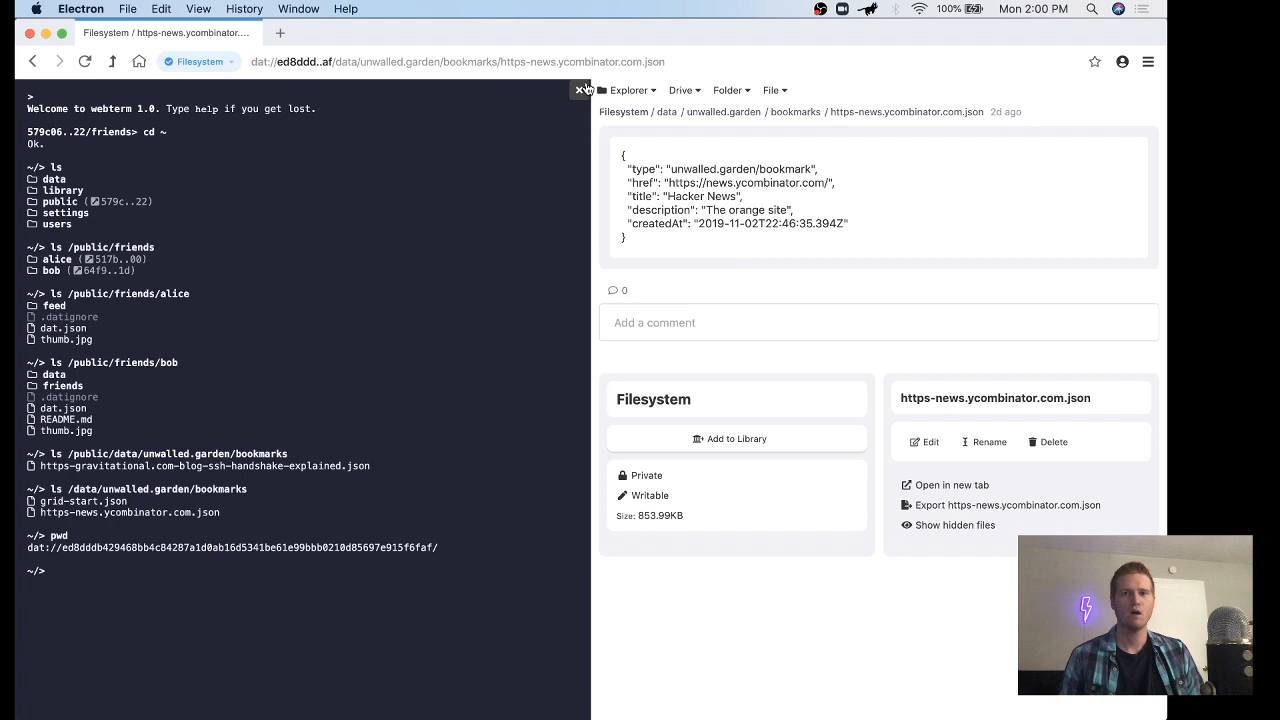 Electron File Edit View History Window Help 100% Mon 2:00 PM
Filesystem / https-news.ycombinator....
Filesystem dat://ed8ddd..af/data/unwalled.garden/bookmarks/https-news.ycombinator.com.json
>
Welcome to webterm 1.0. Type help if you get lost.
579c06..22/friends> cd ~
Ok.
~/> ls
data
library
public (579c..22)
settings
users
~/> ls /public/friends
alice (517b..00)
bob (64f9..1d)
~/> ls /public/friends/alice
feed
.datignore
dat.json
thumb.jpg
~/> ls /public/friends/bob
data
friends
.datignore
dat.json
README.md
thumb.jpg
~/> ls /public/data/unwalled.garden/bookmarks
https-gravitational.com-blog-ssh-handshake-explained.json
~/> ls /data/unwalled.garden/bookmarks
grid-start.json
https-news.ycombinator.com.json
~/> pwd
dat://ed8dddb429468bb4c84287a1d0ab16d5341be61e99bbb0210d85697e915f6faf/
~/>
Explorer Drive Folder File
Filesystem / data / unwalled.garden / bookmarks / https-news.ycombinator.com.json 2d ago
{
"type": "unwalled.garden/bookmark",
"href": "https://news.ycombinator.com/",
"title": "Hacker News",
"description": "The orange site",
"createdAt": "2019-11-02T22:46:35.394Z"
}
0
Add a comment
Filesystem
Add to Library
Private
Writable
Size: 853.99KB
https-news.ycombinator.com.json
Edit Rename Delete
Open in new tab
Export https-news.ycombinator.com.json
Show hidden files